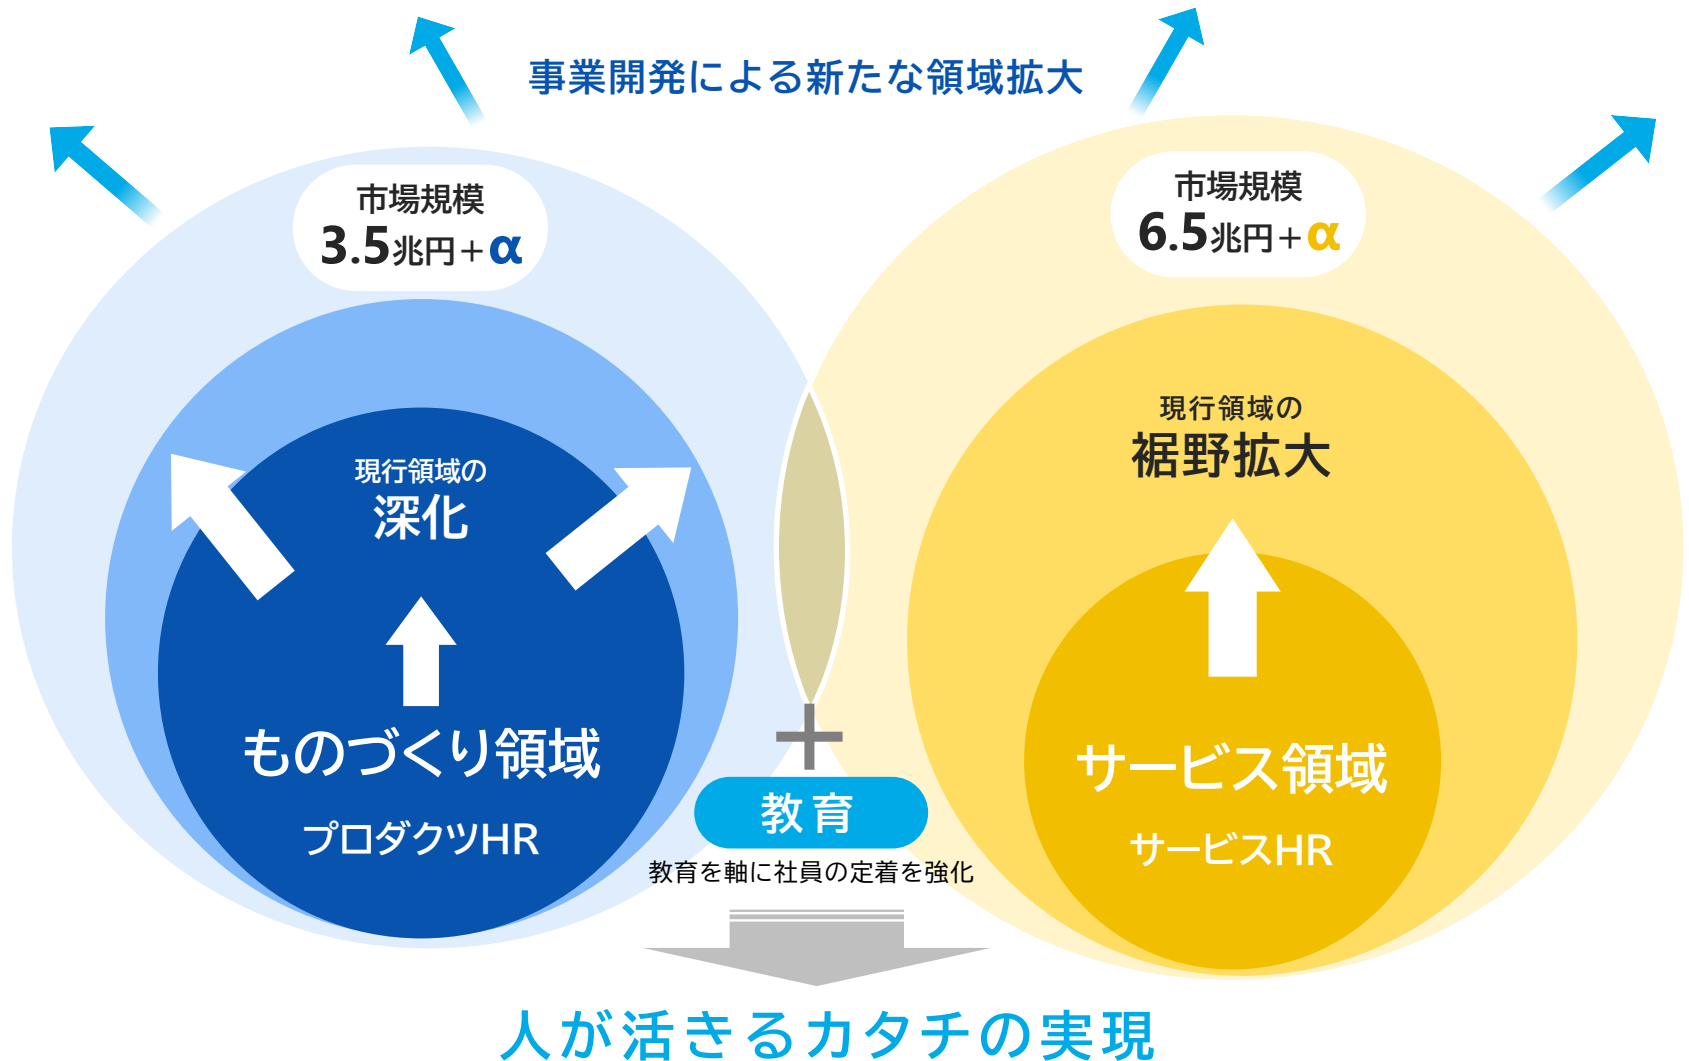 事業開発による新たな領域拡大
市場規模
3.5兆円+α
市場規模
6.5兆円+α
現行領域の
深化
現行領域の
裾野拡大
ものづくり領域
プロダクツHR
サービス領域
サービスHR
+
教育
教育を軸に社員の定着を強化
人が活きるカタチの実現